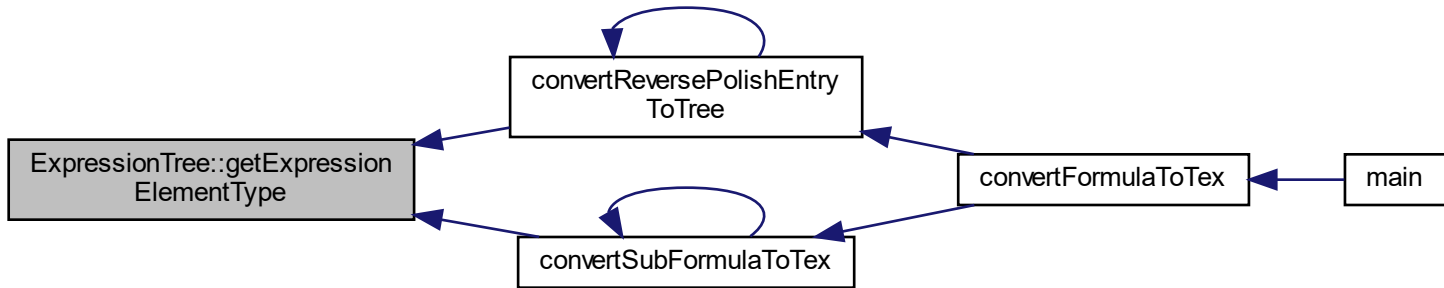 convertReversePolishEntry
ToTree
ExpressionTree::getExpression
ElementType
convertFormulaToTex
main
convertSubFormulaToTex